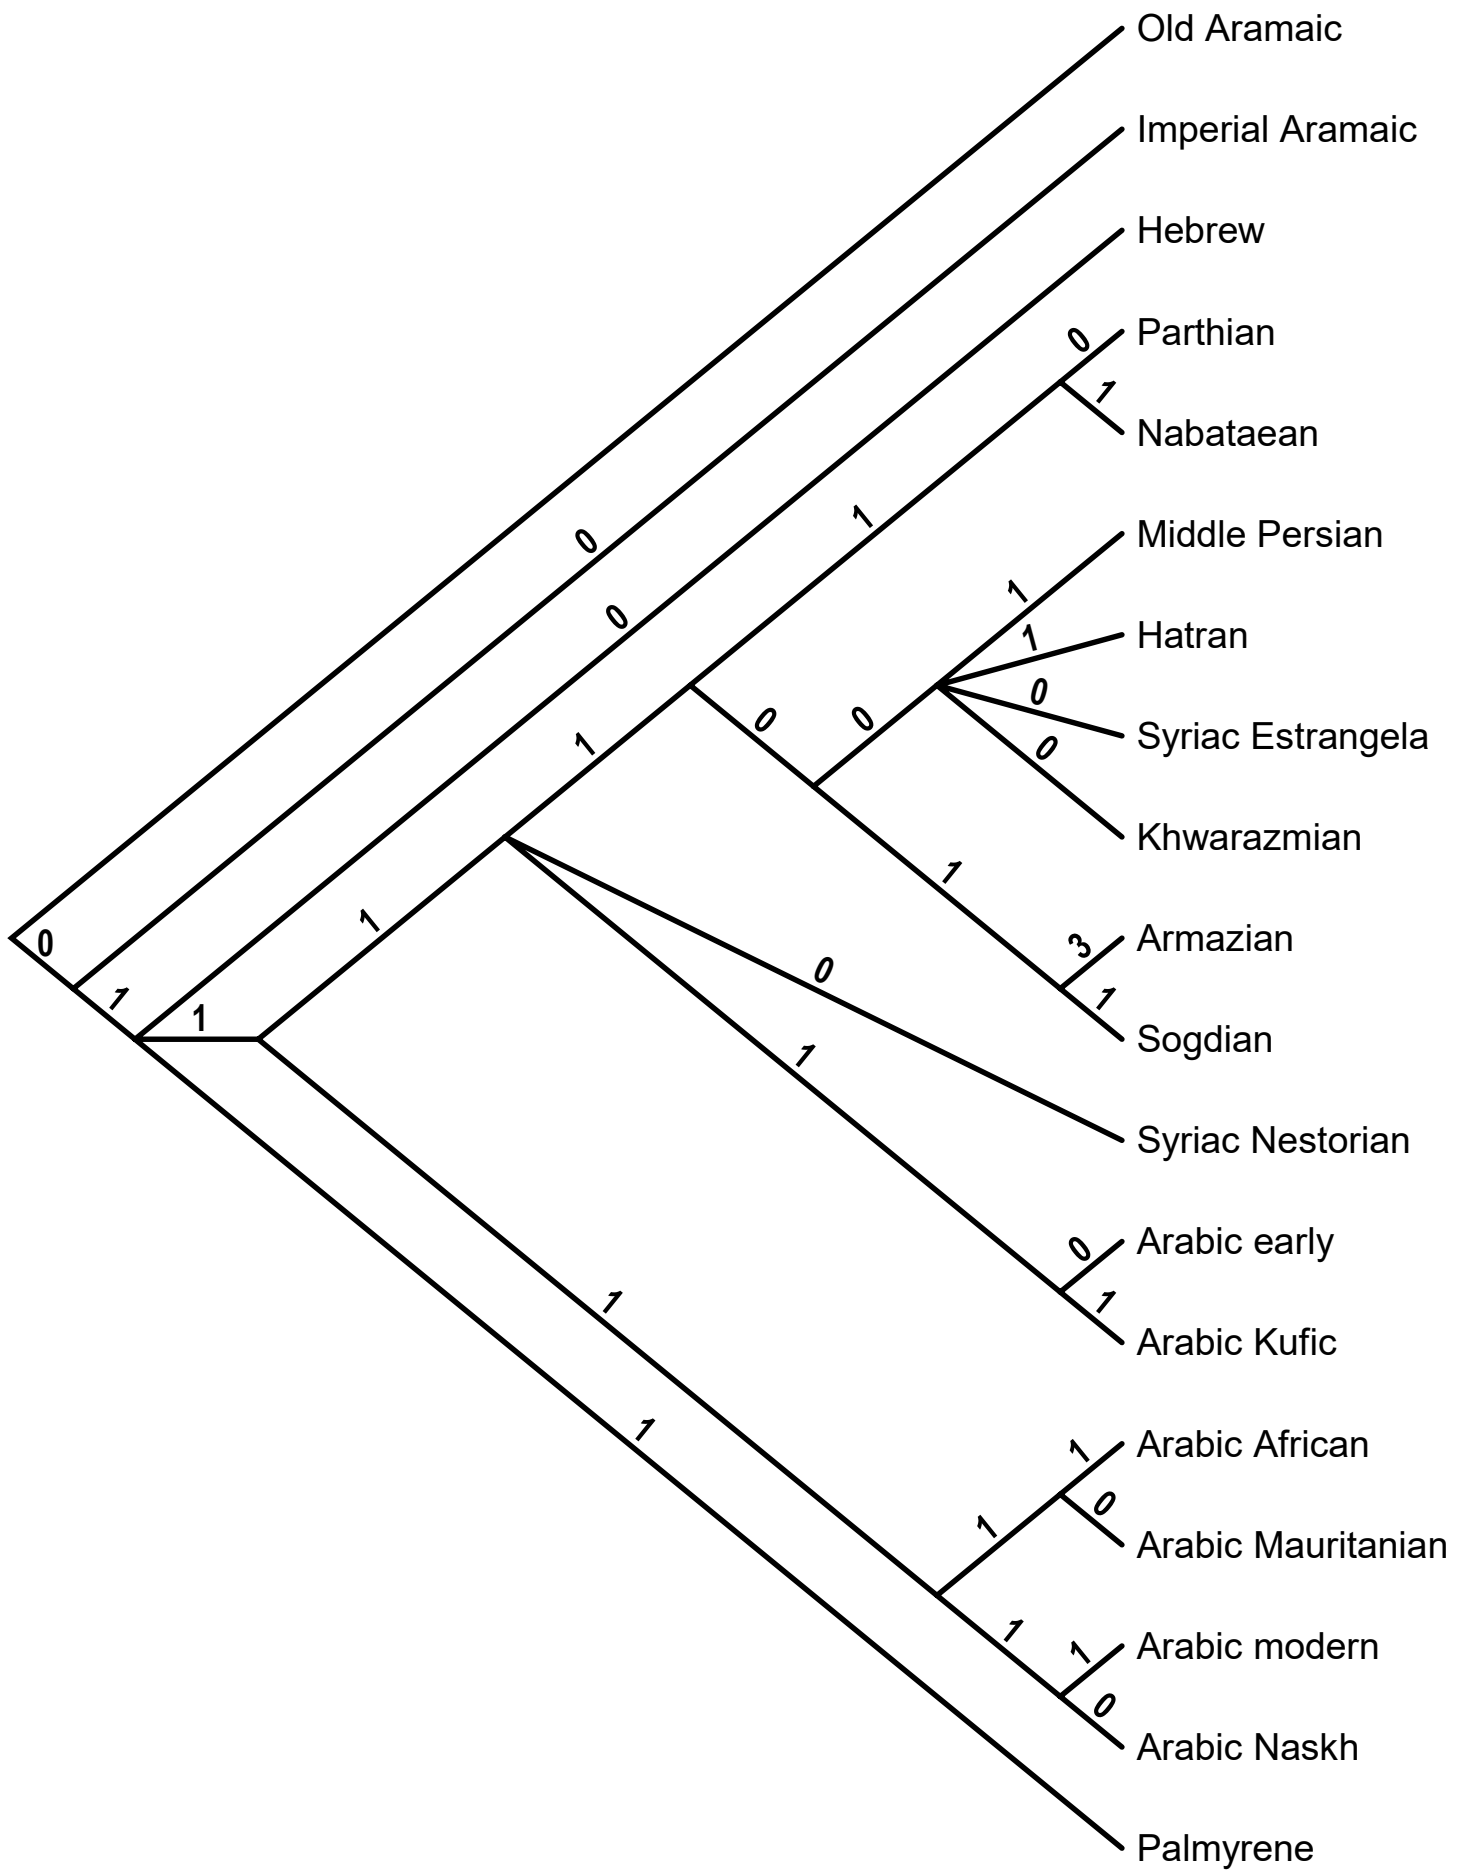 Old Aramaic
Imperial Aramaic
Hebrew
0
Parthian
1
Nabataean
1
Middle Persian
0
1
1
Hatran
0
0
Syriac Estrangela
0
0
1
0
Khwarazmian
1
1
3
Armazian
0
0
1
1
1
Sogdian
1
Syriac Nestorian
0
Arabic early
1
1
Arabic Kufic
1
1
Arabic African
0
1
Arabic Mauritanian
1
1
Arabic modern
0
Arabic Naskh
Palmyrene